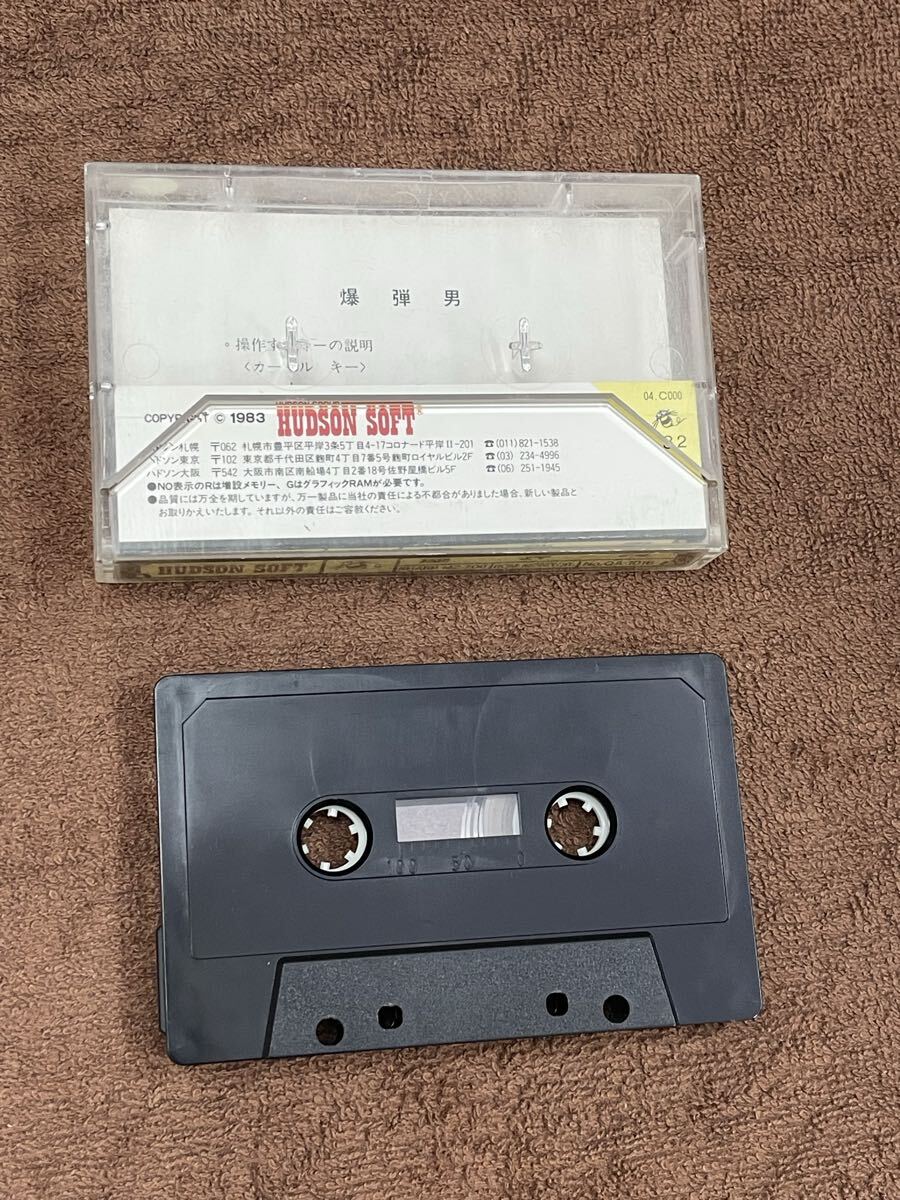 爆弾男
。操作す
ーの説明
〈カー
ル キー〉
04.C000
COPY
© 1983 HUDSON SOFT®
ハドソン札幌 〒062 札幌市豊平区平岸3条5丁目4-17コロナード平岸II-201 ☎(011)821-1538
ハドソン東京 〒102 東京都千代田区麹町4丁目7番5号麹町ロイヤルビル2F ☎(03) 234-4996
ハドソン大阪 〒542 大阪市南区南船場4丁目2番18号佐野屋橋ビル5F ☎(06) 251-1945
●NO表示のRは増設メモリー、GはグラフィックRAMが必要です。
●品質には万全を期していますが、万一製品に当社の責任による不都合がありました場合、新しい製品と
お取りかえいたします。それ以外の責任はご容赦ください。
HUDSON SOFT
100 50 0